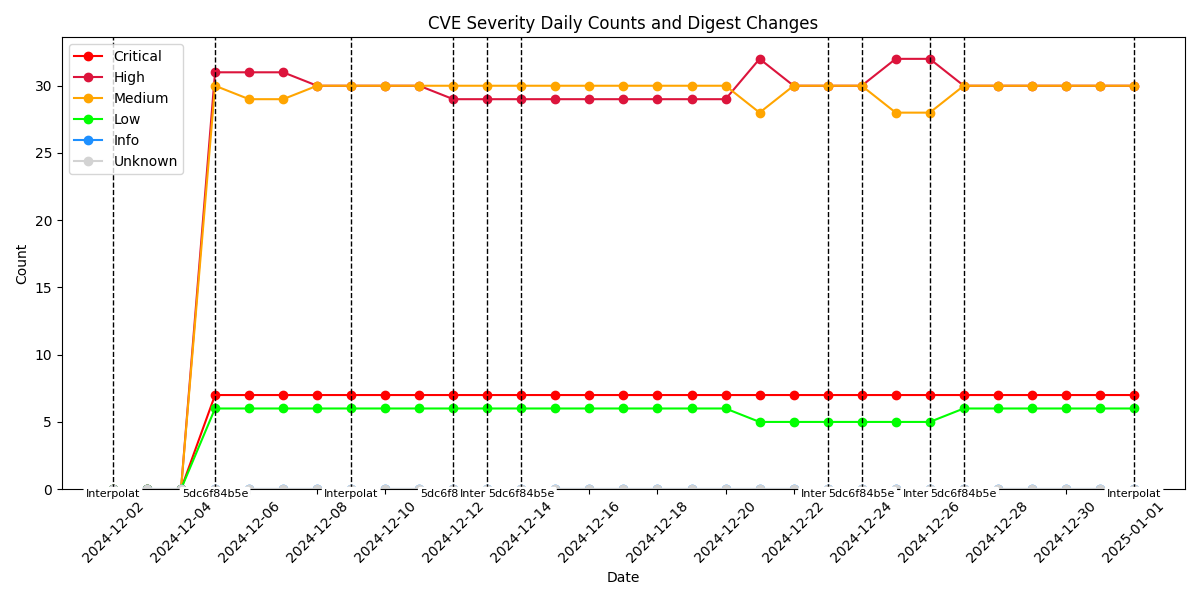 CVE Severity Daily Counts and Digest Changes
Critical
High
Medium
Low
Info
Unknown
Count
30
25
20
15
10
5
0
Interpolat
5dc6f84b5e
Interpolat
5dc6f8
Inter
5dc6f84b5e
Inter
5dc6f84b5e
Inter
5dc6f84b5e
Interpolat
2024-12-02
2024-12-04
2024-12-06
2024-12-08
2024-12-10
2024-12-12
2024-12-14
2024-12-16
2024-12-18
2024-12-20
2024-12-22
2024-12-24
2024-12-26
2024-12-28
2024-12-30
2025-01-01
Date